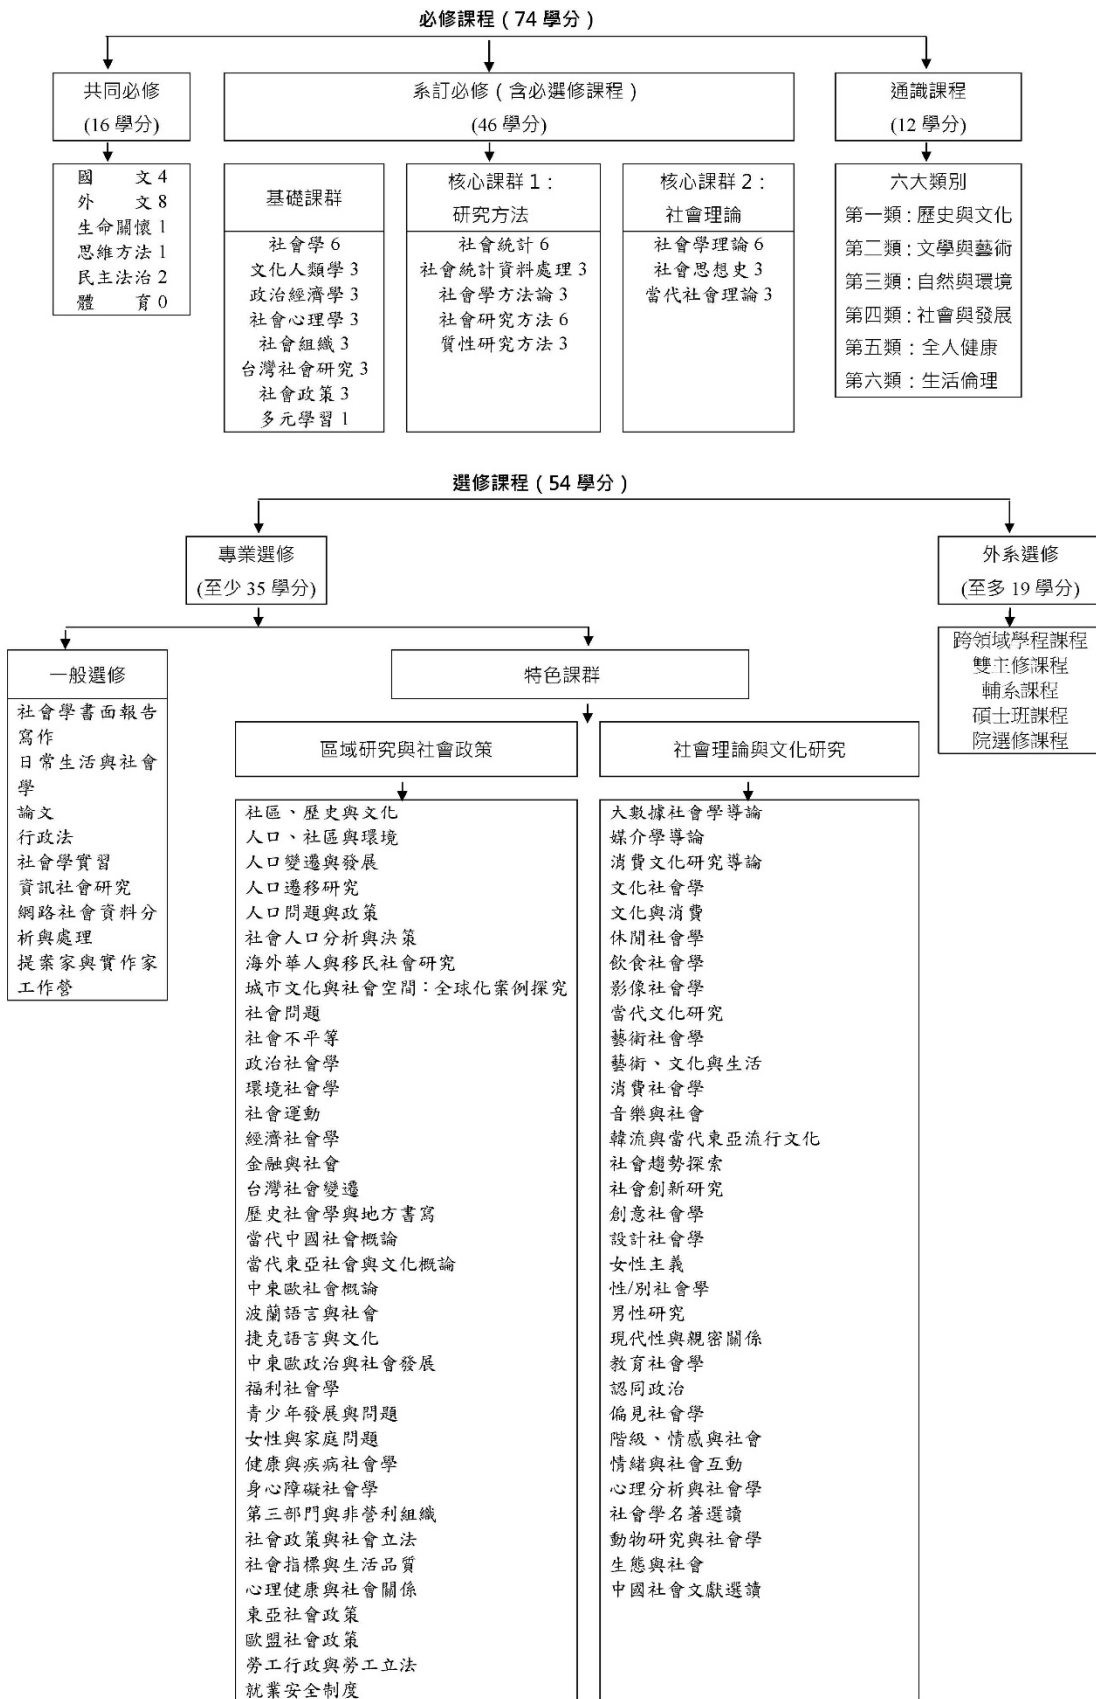 必修課程（74 學分）
共同必修
(16 學分)
國　　文 4
外　　文 8
生命關懷 1
思維方法 1
民主法治 2
體　　育 0
系訂必修（含必選修課程）
(46 學分)
基礎課群
社會學 6
文化人類學 3
政治經濟學 3
社會心理學 3
社會組織 3
台灣社會研究 3
社會政策 3
多元學習 1
核心課群 1：
研究方法
社會統計 6
社會統計資料處理 3
社會學方法論 3
社會研究方法 6
質性研究方法 3
核心課群 2：
社會理論
社會學理論 6
社會思想史 3
當代社會理論 3
通識課程
(12 學分)
六大類別
第一類：歷史與文化
第二類：文學與藝術
第三類：自然與環境
第四類：社會與發展
第五類：全人健康
第六類：生活倫理
選修課程（54 學分）
專業選修
(至少 35 學分)
一般選修
社會學書面報告
寫作
日常生活與社會
學
論文
行政法
社會學實習
資訊社會研究
網路社會資料分
析與處理
提案家與實作家
工作營
特色課群
區域研究與社會政策
社區、歷史與文化
人口、社區與環境
人口變遷與發展
人口遷移研究
人口問題與政策
社會人口分析與決策
海外華人與移民社會研究
城市文化與社會空間：全球化案例探究
社會問題
社會不平等
政治社會學
環境社會學
社會運動
經濟社會學
金融與社會
台灣社會變遷
歷史社會學與地方書寫
當代中國社會概論
當代東亞社會與文化概論
中東歐社會概論
波蘭語言與社會
捷克語言與文化
中東歐政治與社會發展
福利社會學
青少年發展與問題
女性與家庭問題
健康與疾病社會學
身心障礙社會學
第三部門與非營利組織
社會政策與社會立法
社會指標與生活品質
心理健康與社會關係
東亞社會政策
歐盟社會政策
勞工行政與勞工立法
就業安全制度
社會理論與文化研究
大數據社會學導論
媒介學導論
消費文化研究導論
文化社會學
文化與消費
休閒社會學
飲食社會學
影像社會學
當代文化研究
藝術社會學
藝術、文化與生活
消費社會學
音樂與社會
韓流與當代東亞流行文化
社會趨勢探索
社會創新研究
創意社會學
設計社會學
女性主義
性/別社會學
男性研究
現代性與親密關係
教育社會學
認同政治
偏見社會學
階級、情感與社會
情緒與社會互動
心理分析與社會學
社會學名著選讀
動物研究與社會學
生態與社會
中國社會文獻選讀
外系選修
(至多 19 學分)
跨領域學程課程
雙主修課程
輔系課程
碩士班課程
院選修課程